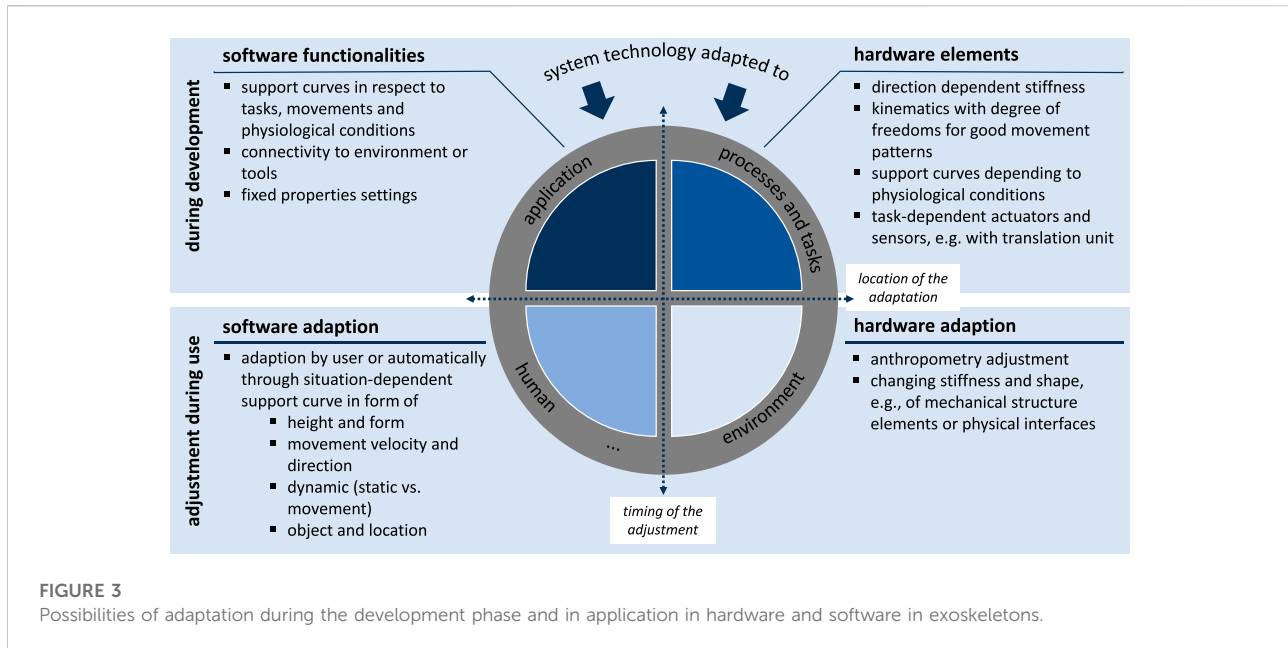 software functionalities
system technology adapted to
hardware elements
during development
▪ support curves in respect to
tasks, movements and
physiological conditions
▪ connectivity to environment or
tools
▪ fixed properties settings
▪ direction dependent stiffness
▪ kinematics with degree of
freedoms for good movement
patterns
▪ support curves depending to
physiological conditions
▪ task-dependent actuators and
sensors, e.g. with translation unit
application
processes and tasks
location of the
adaptation
adjustment during use
software adaption
▪ adaption by user or automatically
through situation-dependent
support curve in form of
▪ height and form
▪ movement velocity and
direction
▪ dynamic (static vs.
movement)
▪ object and location
human
...
environment
hardware adaption
▪ anthropometry adjustment
▪ changing stiffness and shape,
e.g., of mechanical structure
elements or physical interfaces
timing of the
adjustment
FIGURE 3
Possibilities of adaptation during the development phase and in application in hardware and software in exoskeletons.